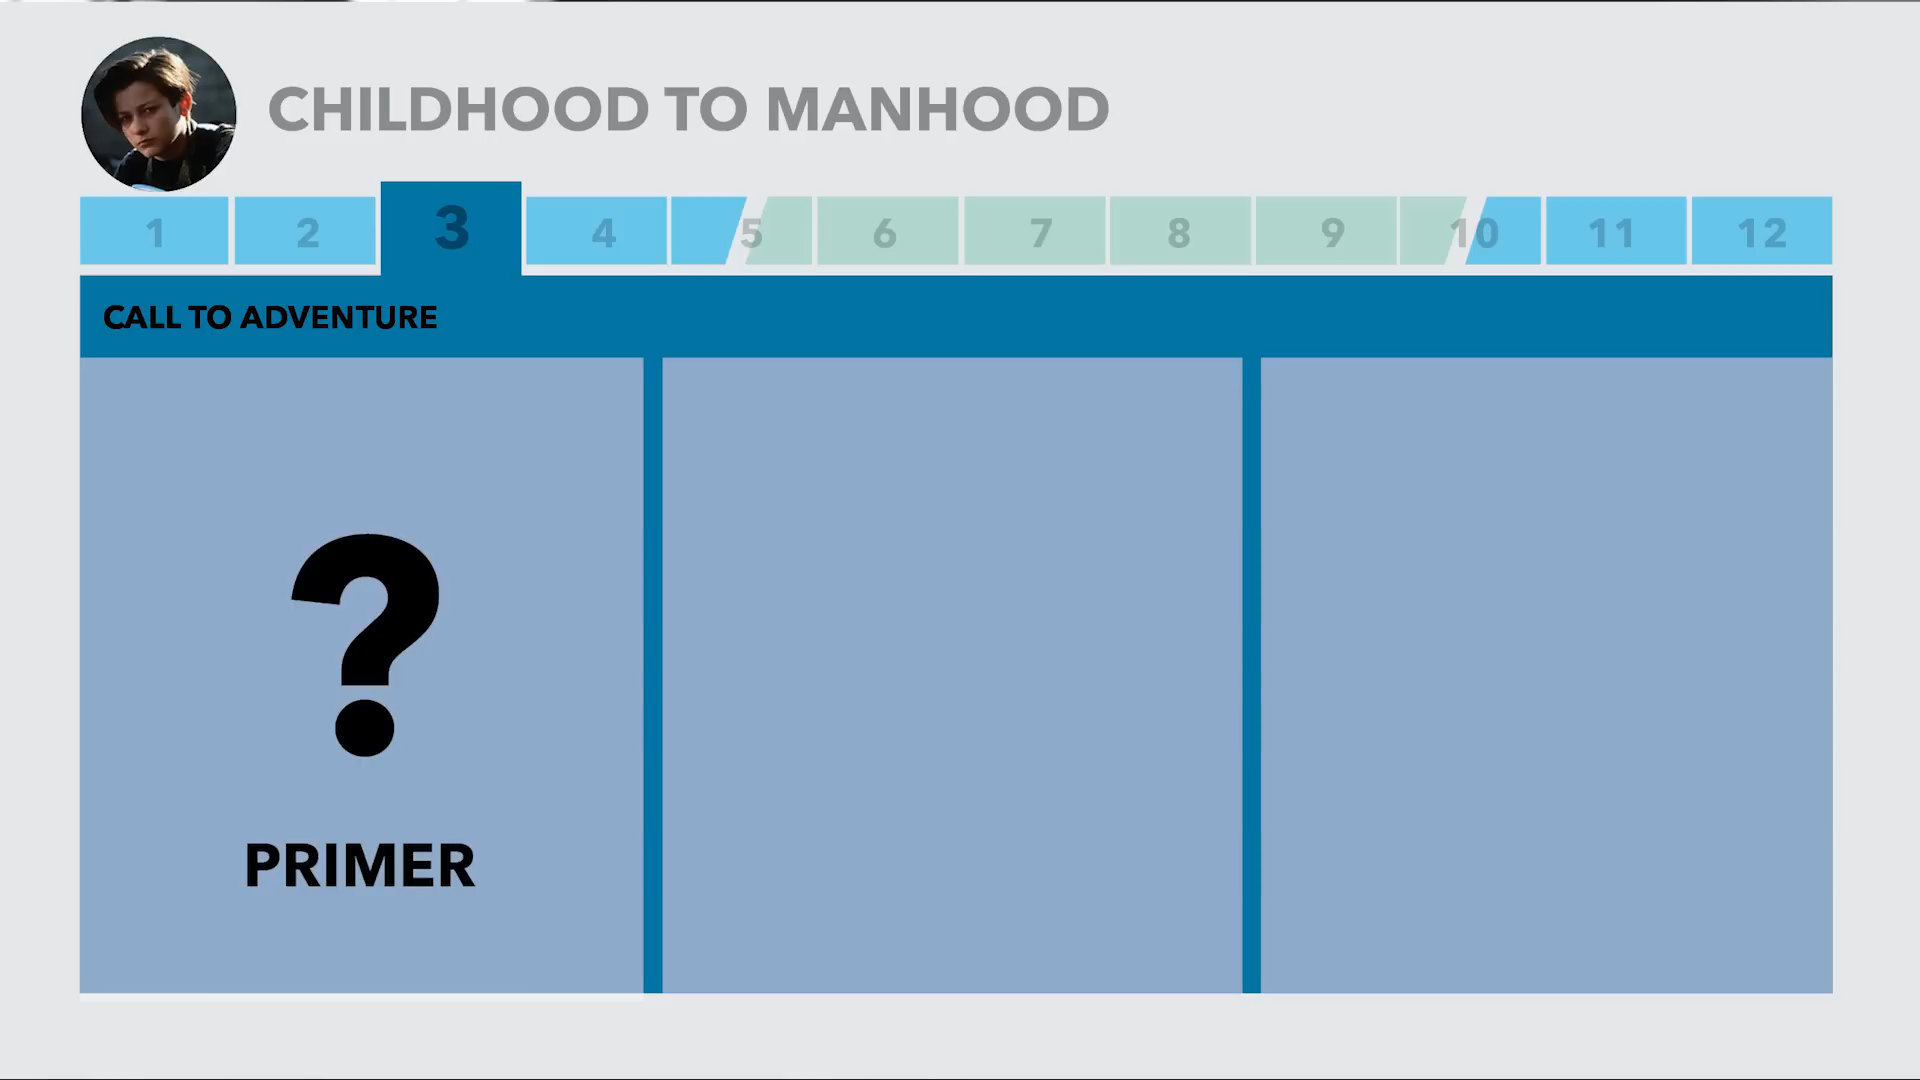 CHILDHOOD TO MANHOOD
1 2 3 4 5 6 7 8 9 10 11 12
CALL TO ADVENTURE
?
PRIMER